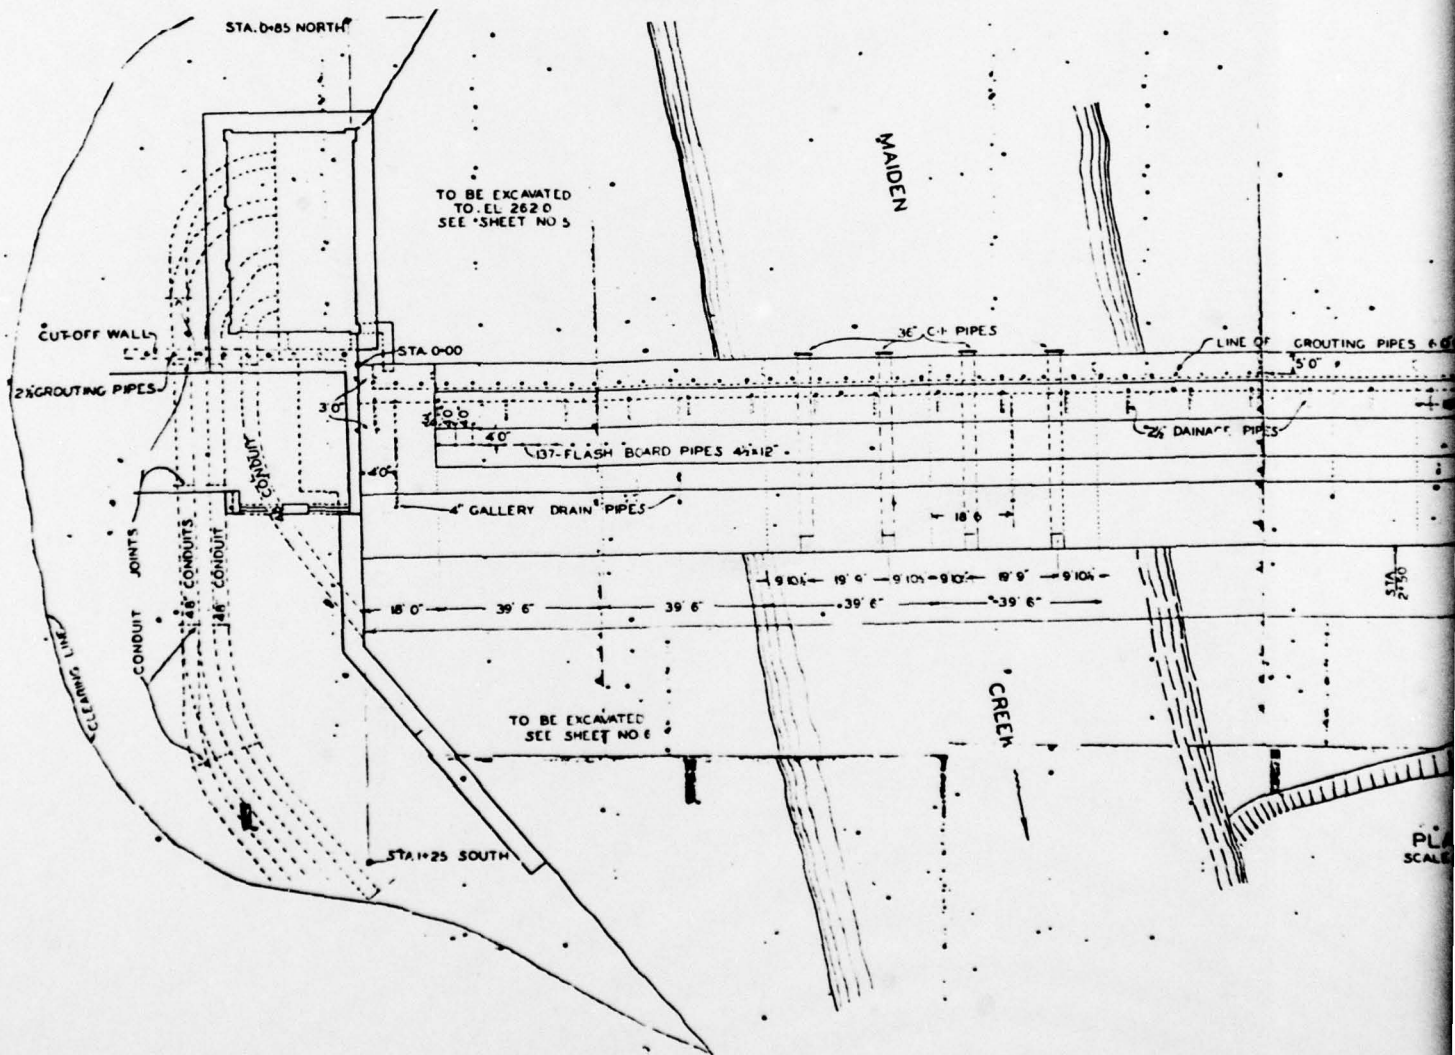 STA. 0+85 NORTH
MAIDEN
TO BE EXCAVATED
TO. EL 262.0
SEE SHEET NO 5
CUT-OFF WALL
STA. 0+00
36" C-I PIPES
LINE OF GROUTING PIPES
5'0"
2½ GROUTING PIPES
3'0"
4'0"
4'0"
4'0"
137-FLASH BOARD PIPES 4½x12"
2½" DAINAGE PIPES
4'0"
CONDUIT
4" GALLERY DRAIN PIPES
18' 6
CONDUIT JOINTS
48" CONDUITS
48" CONDUIT
9' 10½
19' 9"
9' 10½
9' 10½
19' 9"
9' 10½
STA
2+50
18' 0"
39' 6"
39' 6"
39' 6"
39' 6"
CLEARING LINE
TO BE EXCAVATED
SEE SHEET NO 6
CREEK
STA. 1+25 SOUTH
SCALE